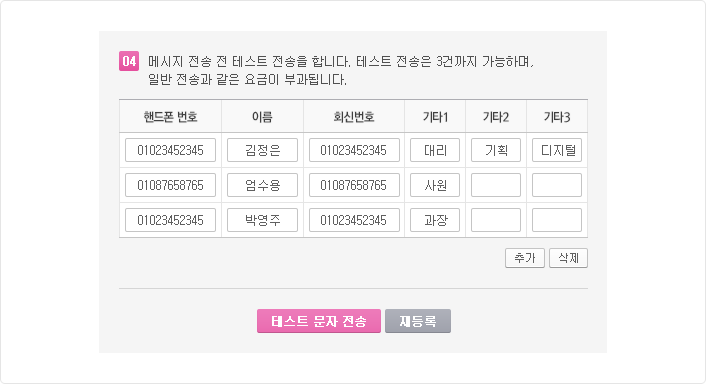 04 메시지 전송 전 테스트 전송을 합니다. 테스트 전송은 3건까지 가능하며,
일반 전송과 같은 요금이 부과됩니다.
핸드폰 번호 이름 회신번호 기타1 기타2 기타3
01023452345 김정은 01023452345 대리 기획 디지털
01087658765 엄수용 01087658765 사원
01023452345 박영주 01023452345 과장
추가 삭제
테스트 문자 전송 재등록